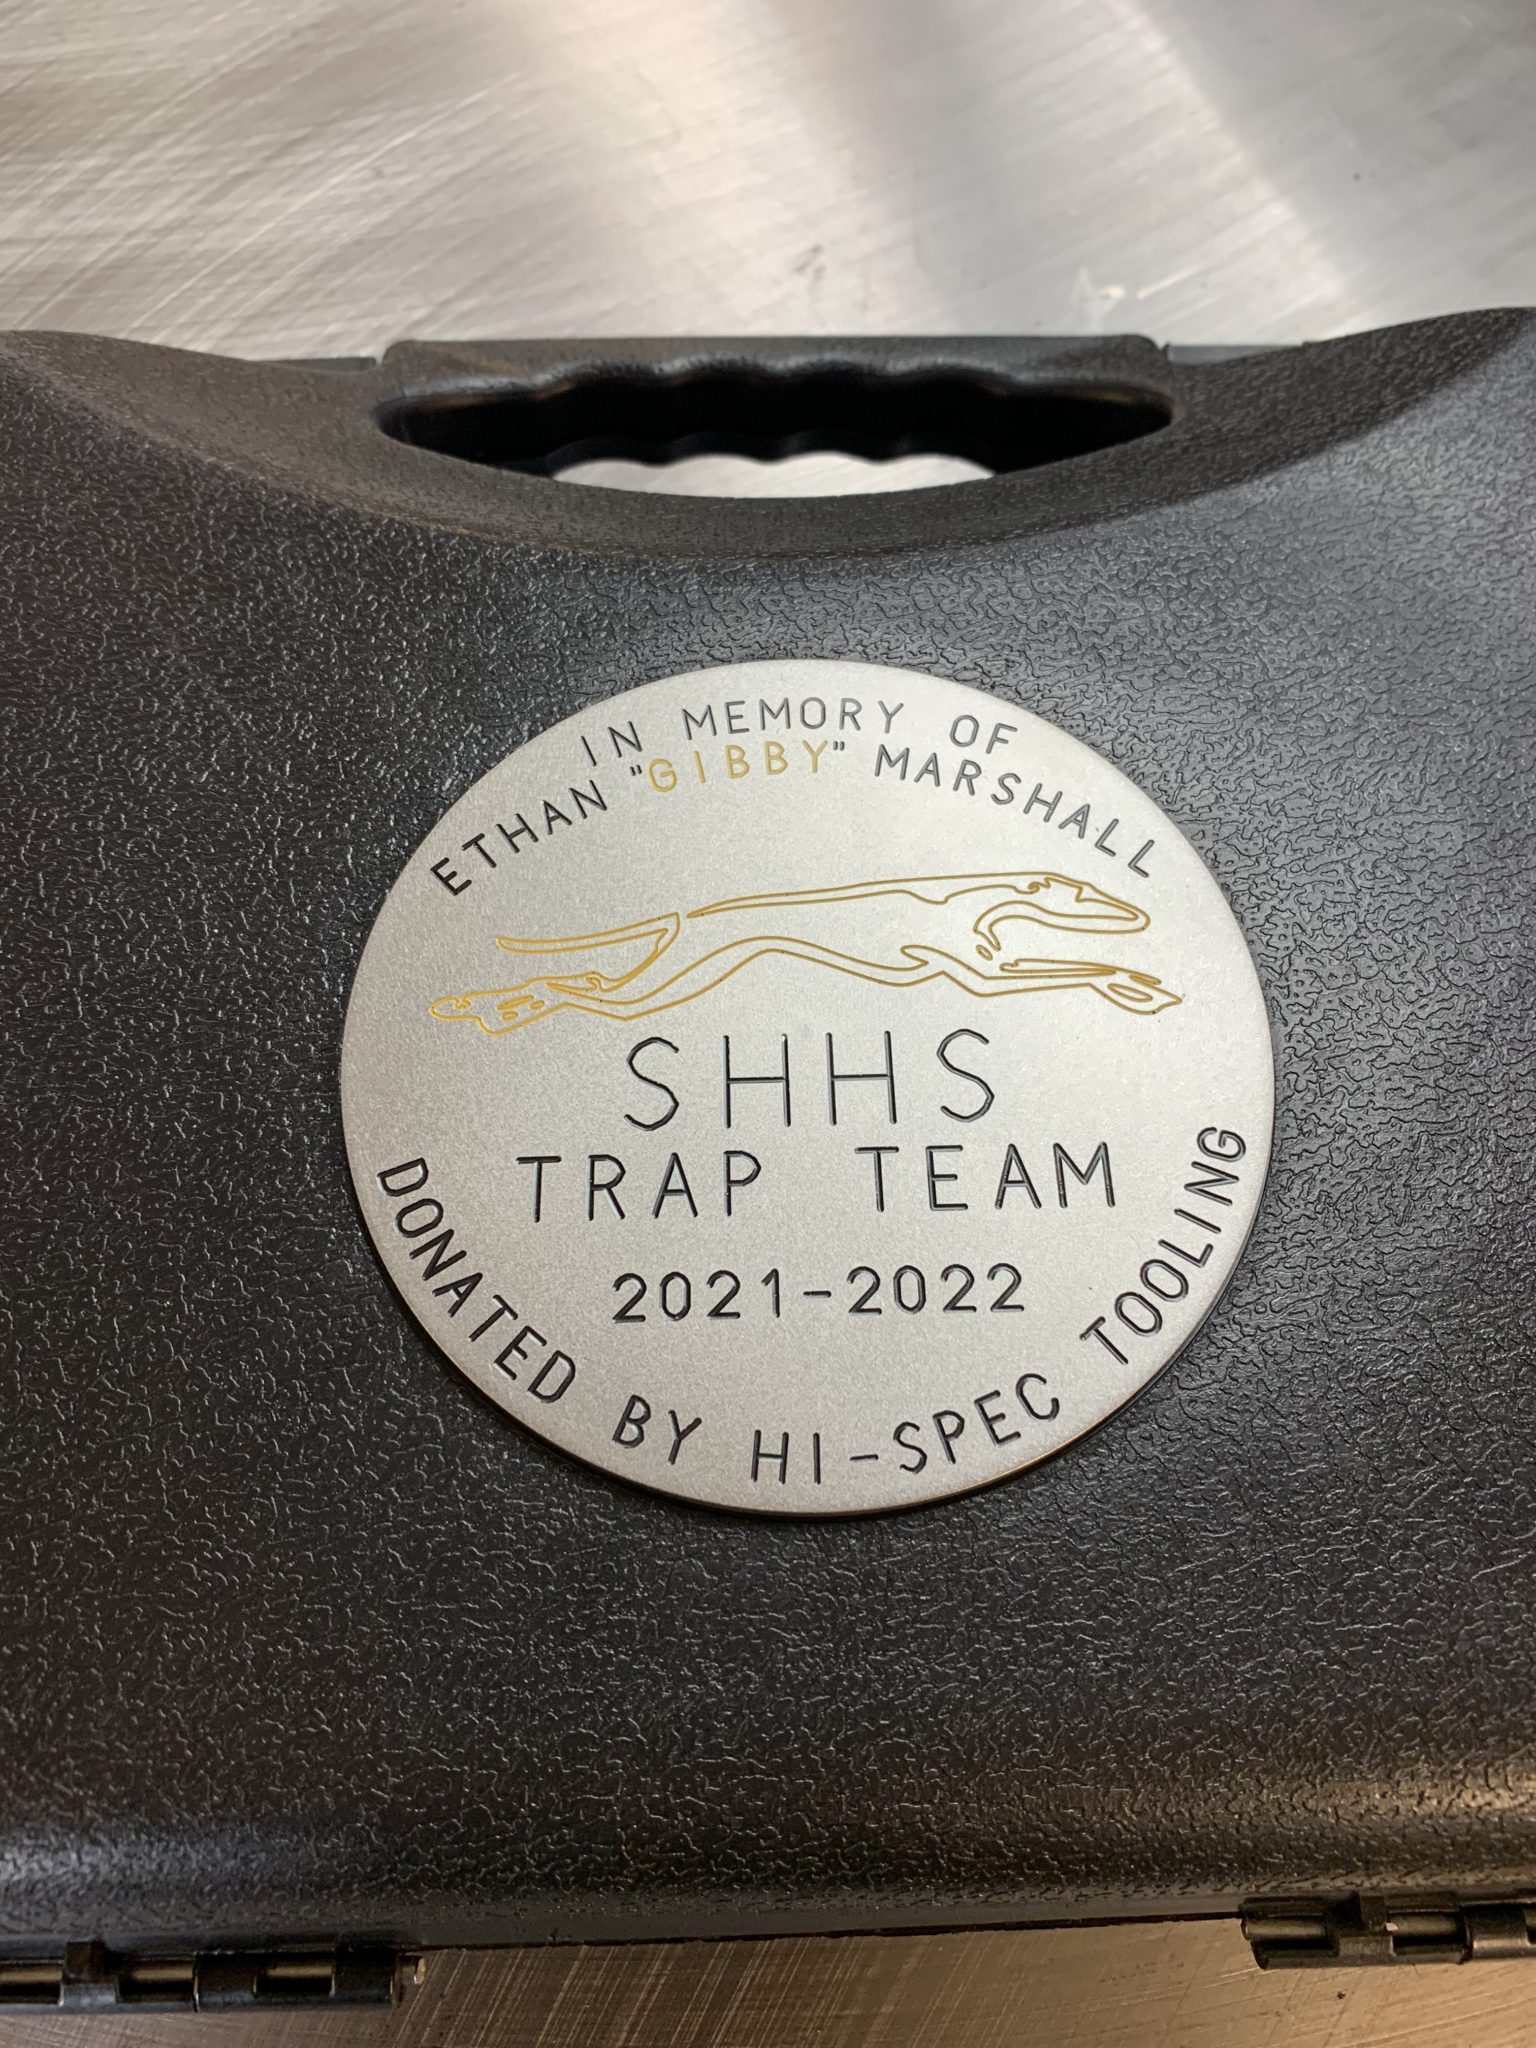 IN MEMORY OF
ETHAN "GIBBY" MARSHALL
SHHS
TRAP TEAM
2021-2022
DONATED BY HI-SPEC TOOLING